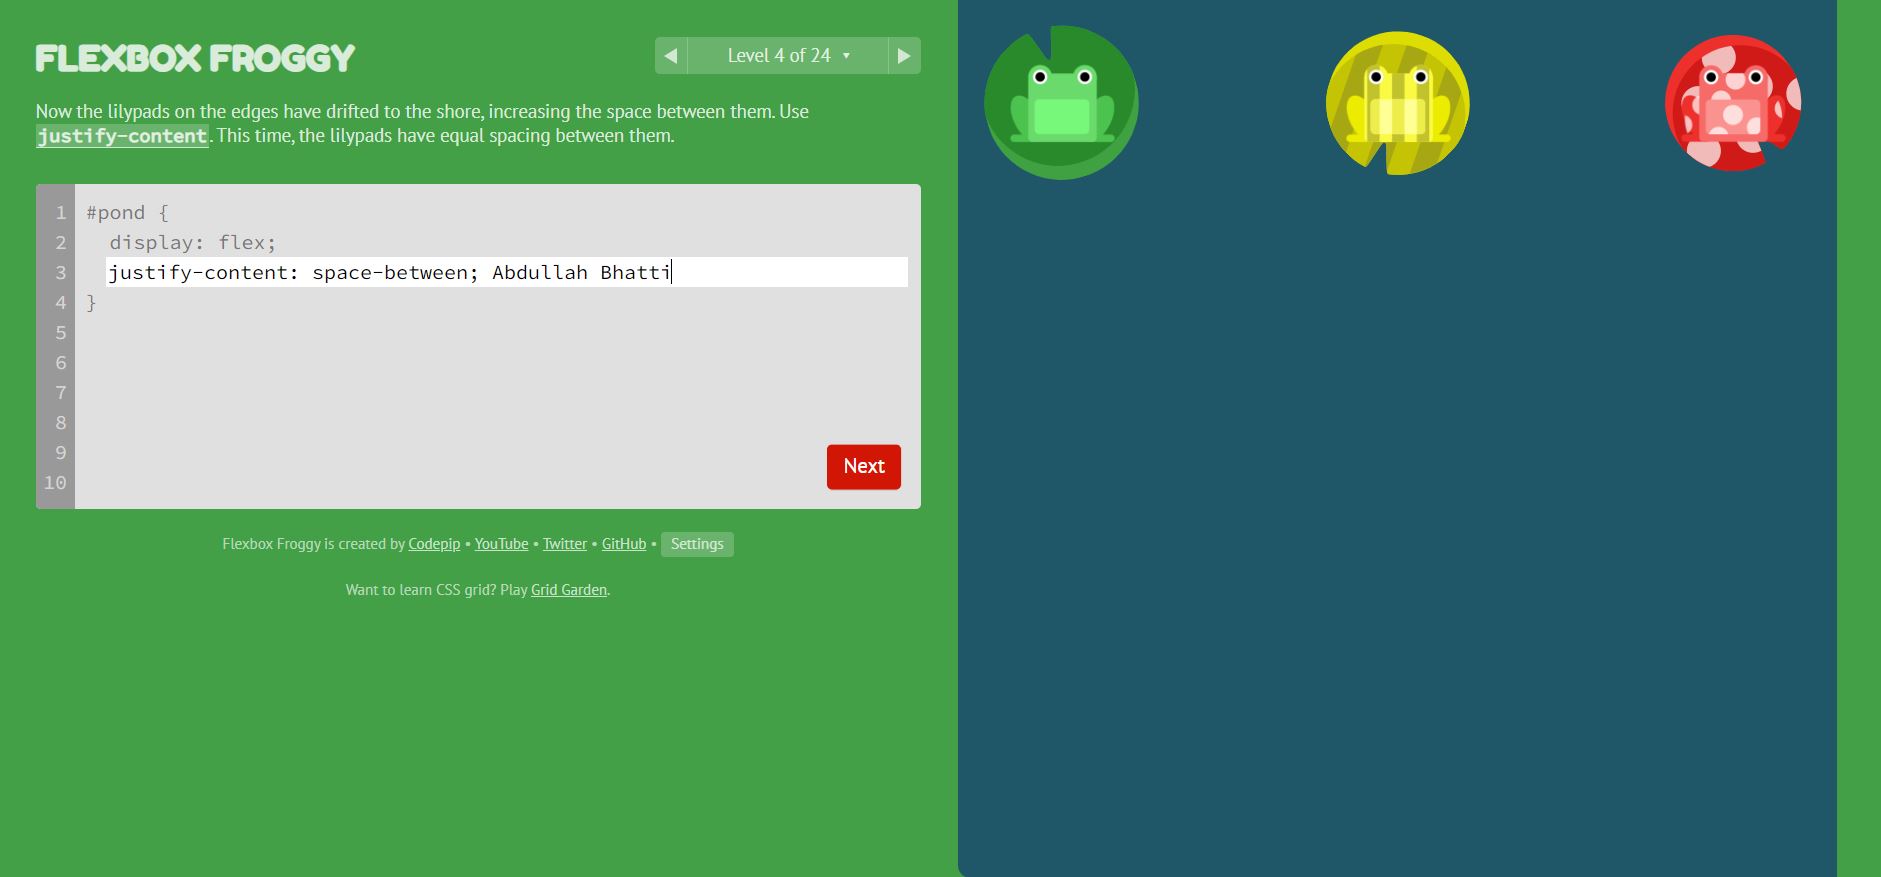 FLEXBOX FROGGY
◀ Level 4 of 24 ▾ ▶
Now the lilypads on the edges have drifted to the shore, increasing the space between them. Use
justify-content. This time, the lilypads have equal spacing between them.
1 #pond {
2 display: flex;
3 justify-content: space-between; Abdullah Bhatti
4 }
5
6
7
8
9
10
Next
Flexbox Froggy is created by Codepip • YouTube • Twitter • GitHub • Settings
Want to learn CSS grid? Play Grid Garden.